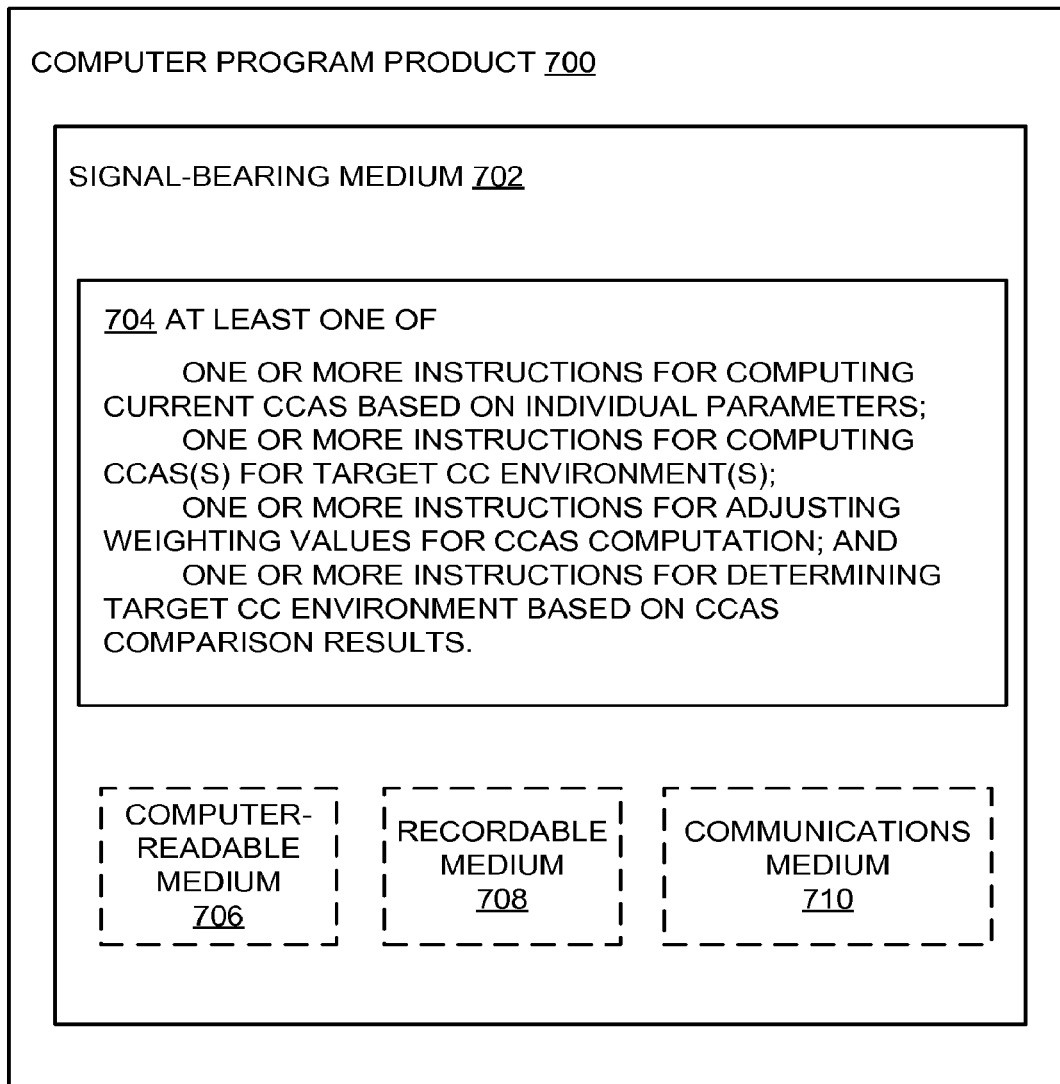 COMPUTER PROGRAM PRODUCT 700
SIGNAL-BEARING MEDIUM 702
704 AT LEAST ONE OF
ONE OR MORE INSTRUCTIONS FOR COMPUTING
CURRENT CCAS BASED ON INDIVIDUAL PARAMETERS;
ONE OR MORE INSTRUCTIONS FOR COMPUTING
CCAS(S) FOR TARGET CC ENVIRONMENT(S);
ONE OR MORE INSTRUCTIONS FOR ADJUSTING
WEIGHTING VALUES FOR CCAS COMPUTATION; AND
ONE OR MORE INSTRUCTIONS FOR DETERMINING
TARGET CC ENVIRONMENT BASED ON CCAS
COMPARISON RESULTS.
COMPUTER-
READABLE
MEDIUM
706
RECORDABLE
MEDIUM
708
COMMUNICATIONS
MEDIUM
710